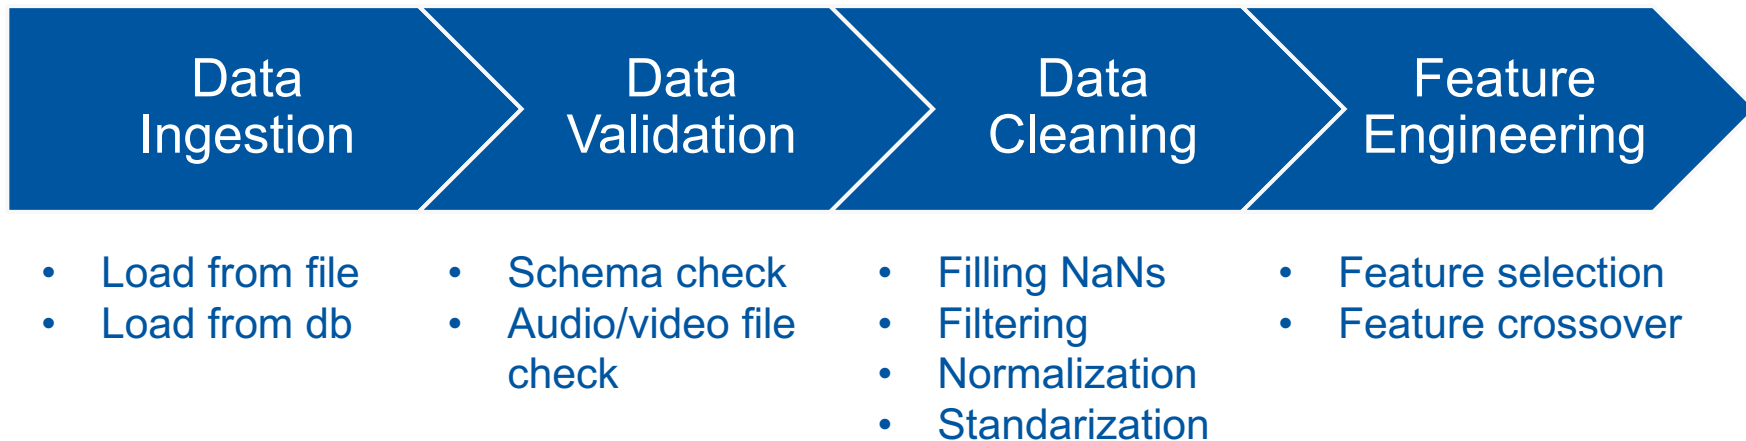 Data
Ingestion
Data
Validation
Data
Cleaning
Feature
Engineering
• Load from file
• Load from db
• Schema check
• Audio/video file
check
• Filling NaNs
• Filtering
• Normalization
• Standarization
• Feature selection
• Feature crossover